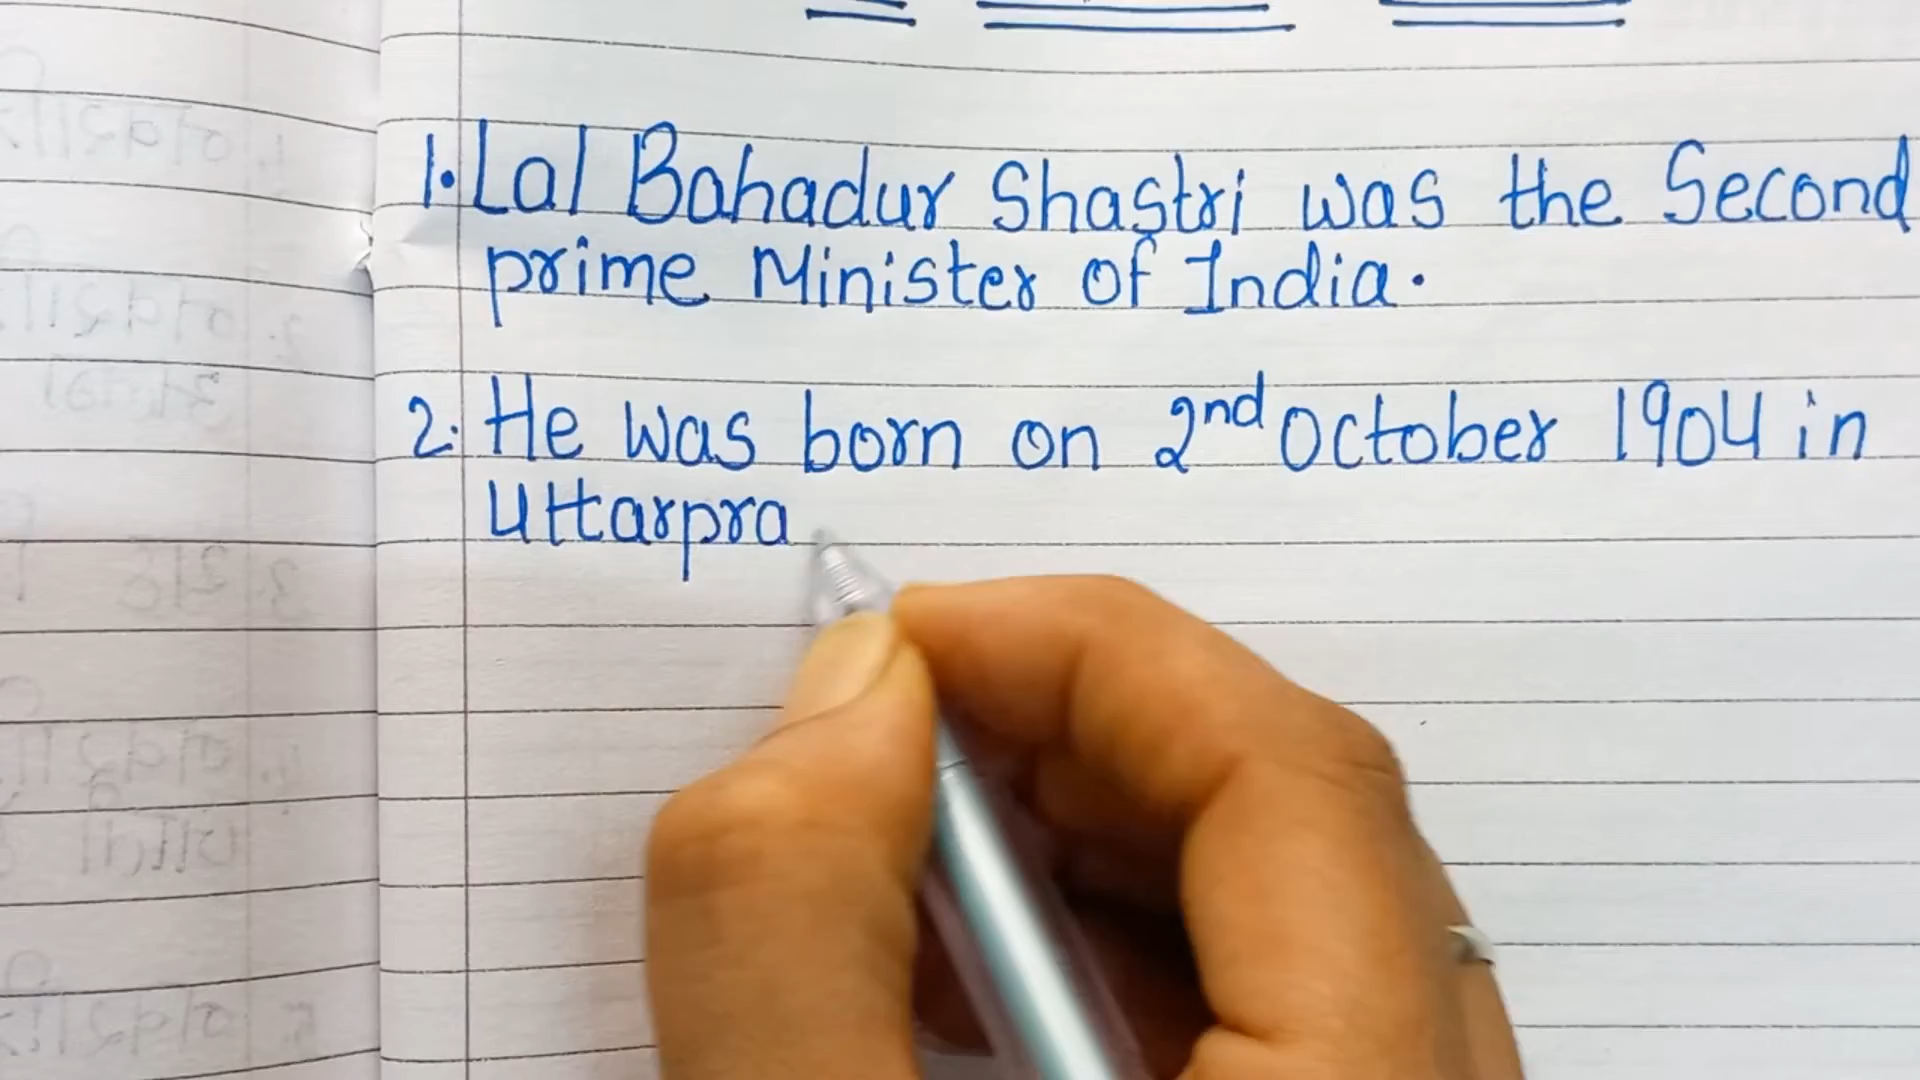 1. Lal Bahadur Shastri was the Second
prime Minister of India.
2. He was born on 2nd October 1904 in
Uttarpra